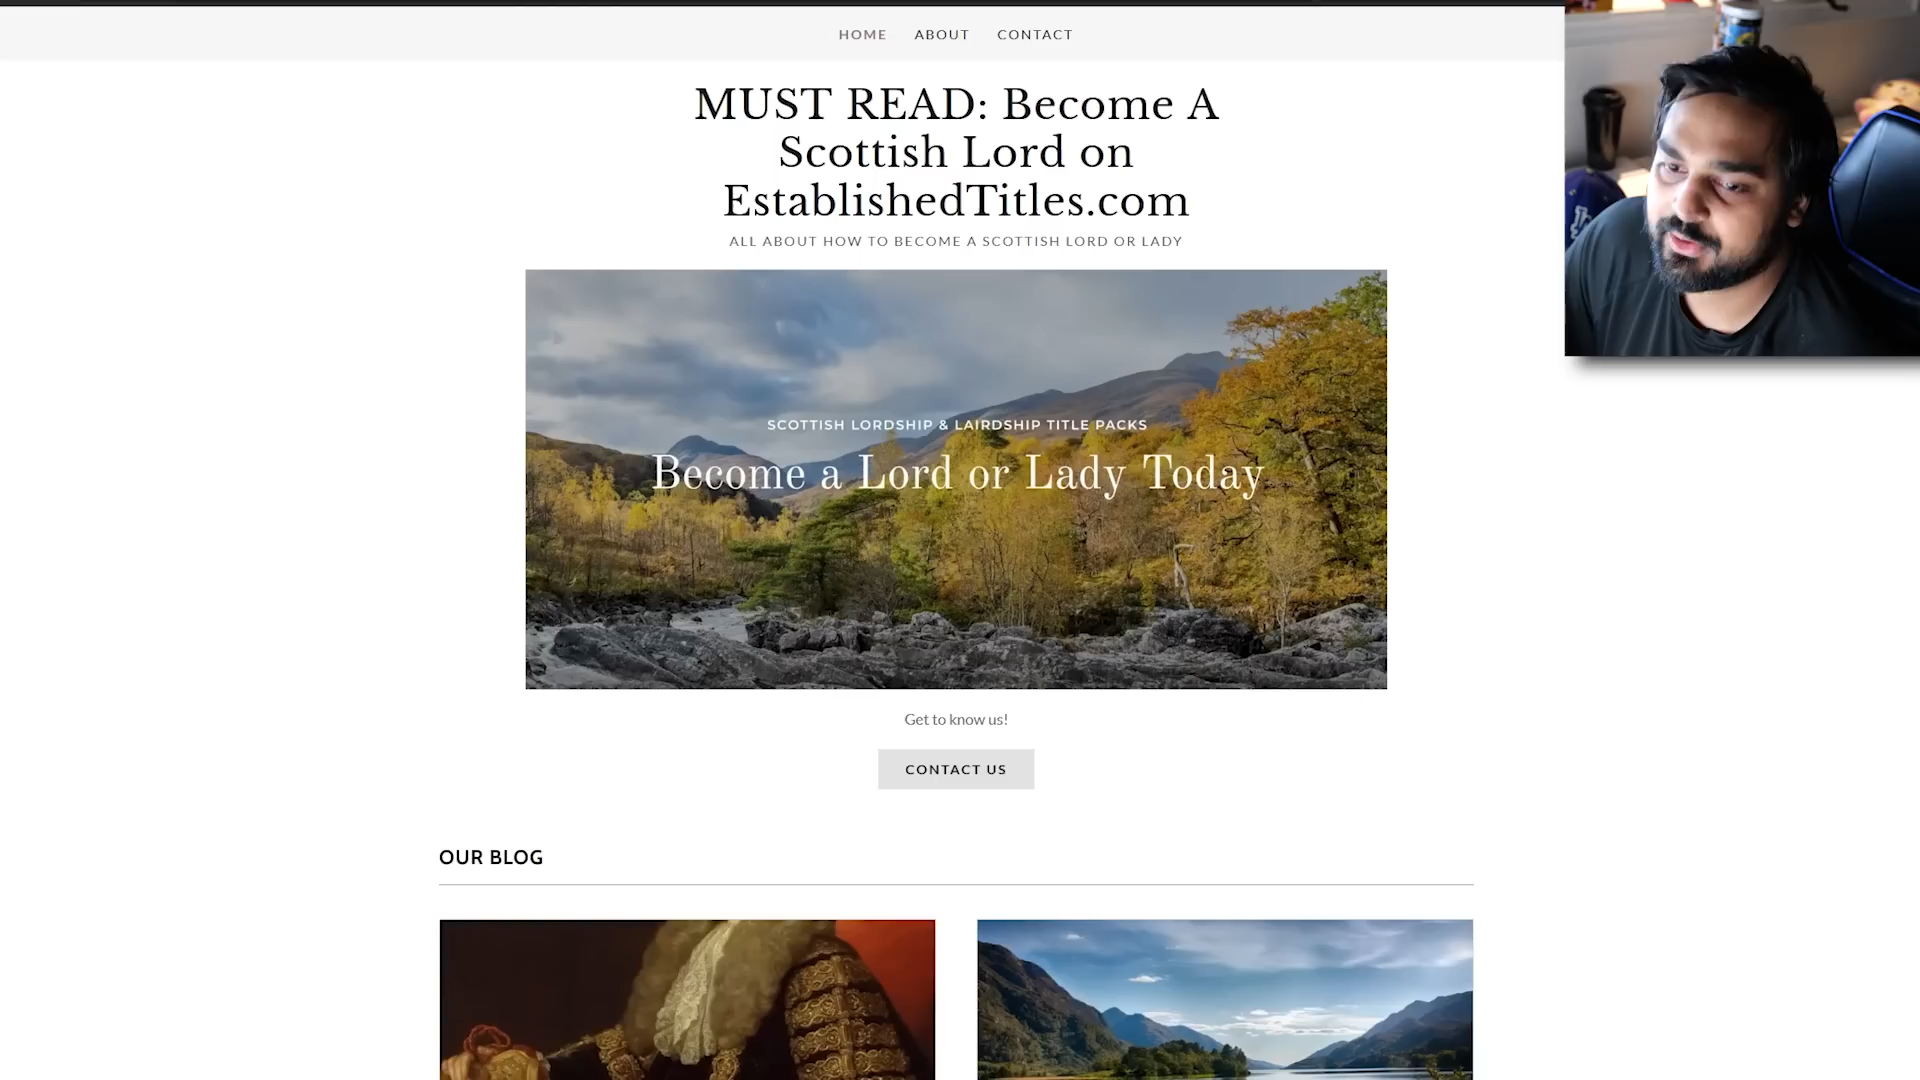 HOME ABOUT CONTACT
MUST READ: Become A
Scottish Lord on
EstablishedTitles.com
ALL ABOUT HOW TO BECOME A SCOTTISH LORD OR LADY
SCOTTISH LORDSHIP & LAIRDSHIP TITLE PACKS
Become a Lord or Lady Today
Get to know us!
CONTACT US
OUR BLOG